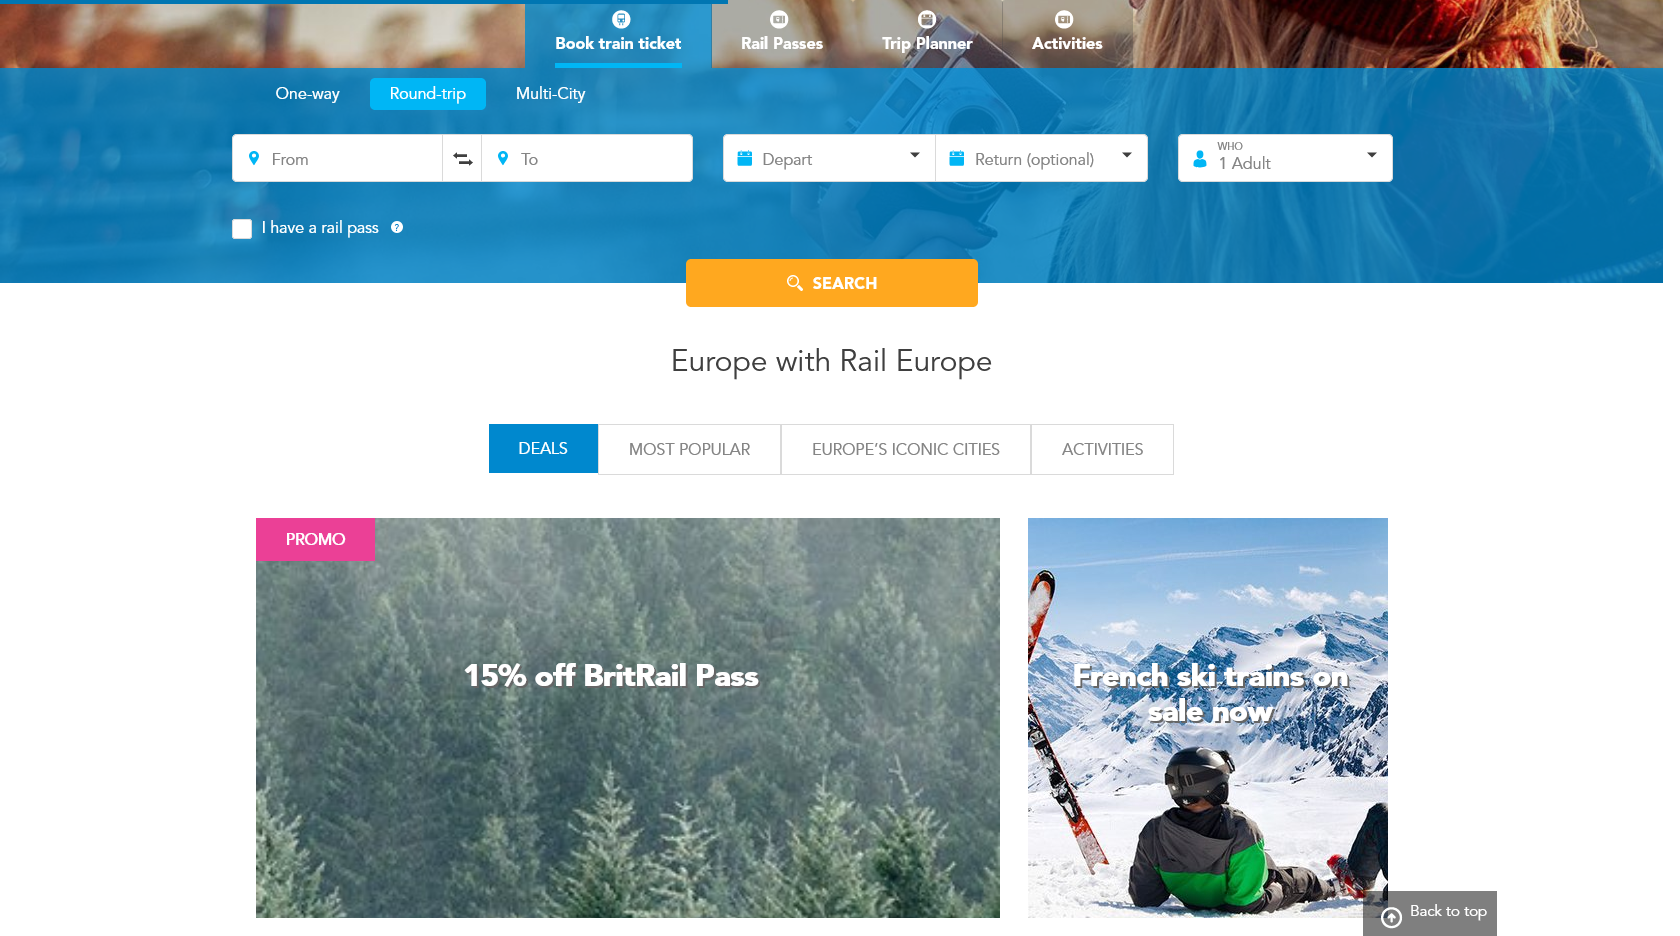 Book train ticket
Rail Passes
Trip Planner
Activities
One-way
Round-trip
Multi-City
From
To
Depart
Return (optional)
WHO
1 Adult
I have a rail pass ?
SEARCH
Europe with Rail Europe
DEALS
MOST POPULAR
EUROPE'S ICONIC CITIES
ACTIVITIES
PROMO
15% off BritRail Pass
French ski trains on
sale now
Back to top